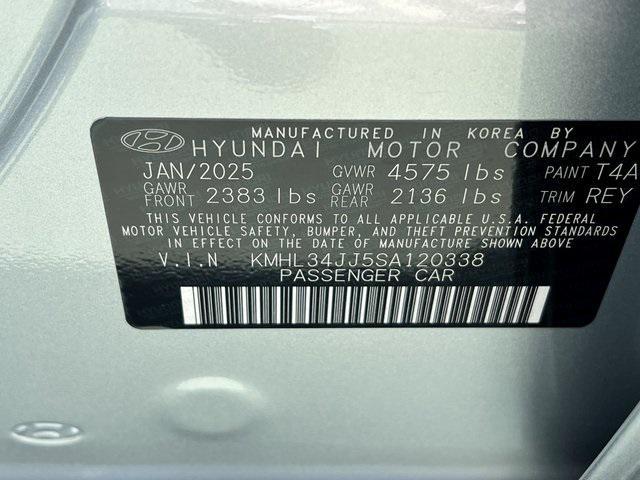 MANUFACTURED IN KOREA BY
HYUNDAI MOTOR COMPANY
JAN/2025 GVWR 4575 lbs PAINT T4A
GAWR FRONT 2383 lbs GAWR REAR 2136 lbs TRIM REY
THIS VEHICLE CONFORMS TO ALL APPLICABLE U.S.A. FEDERAL
MOTOR VEHICLE SAFETY, BUMPER, AND THEFT PREVENTION STANDARDS
IN EFFECT ON THE DATE OF MANUFACTURE SHOWN ABOVE
V.I.N KMHL34JJ5SA120338
PASSENGER CAR